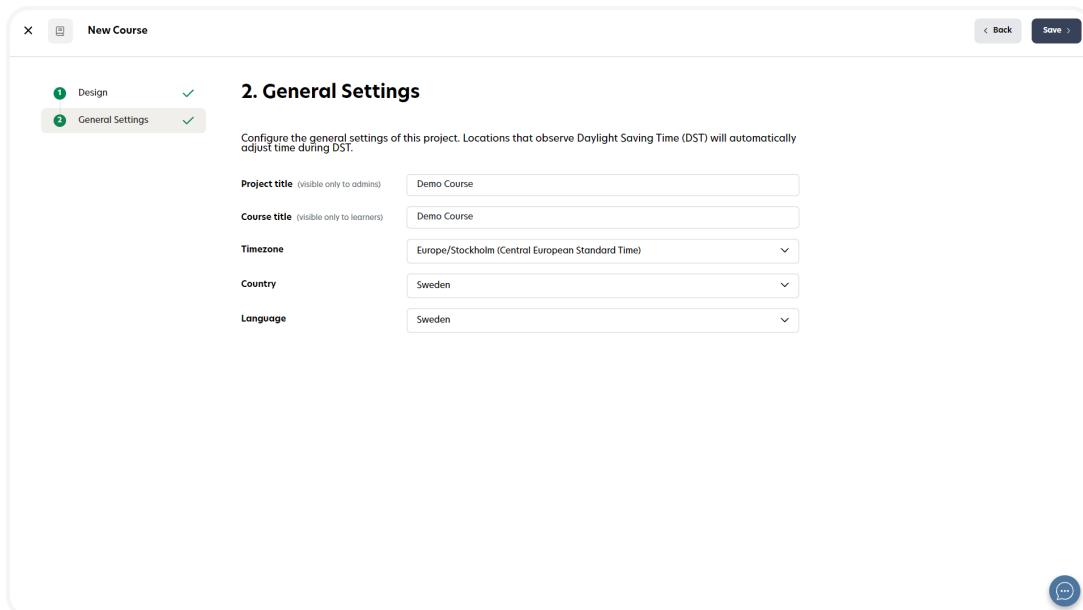 New Course
Back
Save
1 Design
2 General Settings
2. General Settings
Configure the general settings of this project. Locations that observe Daylight Saving Time (DST) will automatically
adjust time during DST.
Project title (visible only to admins) Demo Course
Course title (visible only to learners) Demo Course
Timezone Europe/Stockholm (Central European Standard Time)
Country Sweden
Language Sweden